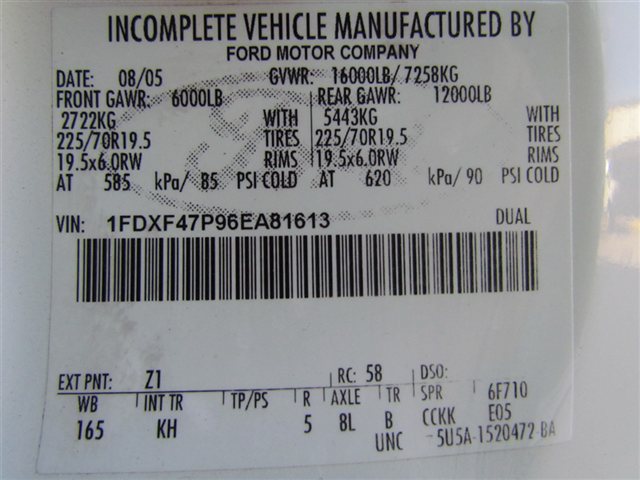 INCOMPLETE VEHICLE MANUFACTURED BY
FORD MOTOR COMPANY
DATE: 08/05 GVWR: 16000LB/ 7258KG
FRONT GAWR: 6000LB REAR GAWR: 12000LB
2722KG WITH 5443KG WITH
225/70R19.5 TIRES 225/70R19.5 TIRES
19.5x6.0RW RIMS 19.5x6.0RW RIMS
AT 585 kPa/ 85 PSI COLD AT 620 kPa/ 90 PSI COLD
VIN: 1FDXF47P96EA81613 DUAL
EXT PNT: Z1 RC: 58 DSO:
WB INT TR TP/PS R AXLE TR SPR 6F710
165 KH 5 8L B CCKK E05
UNC 5U5A-1520472-BA